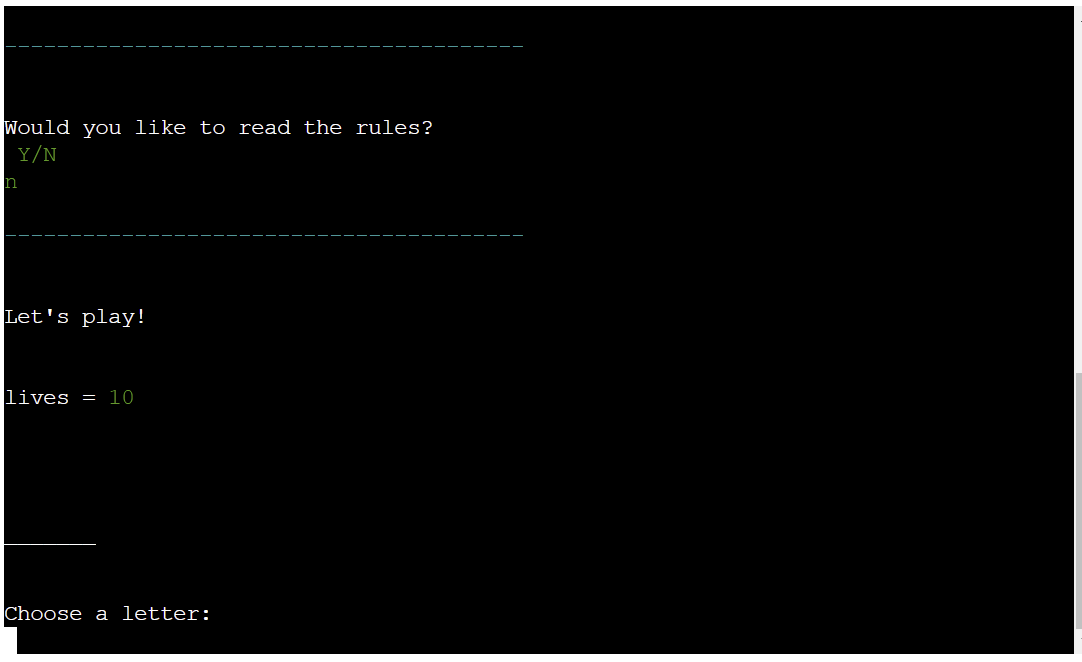 ----------------------------------------
Would you like to read the rules?
Y/N
n
----------------------------------------
Let's play!
lives = 10
_______
Choose a letter: